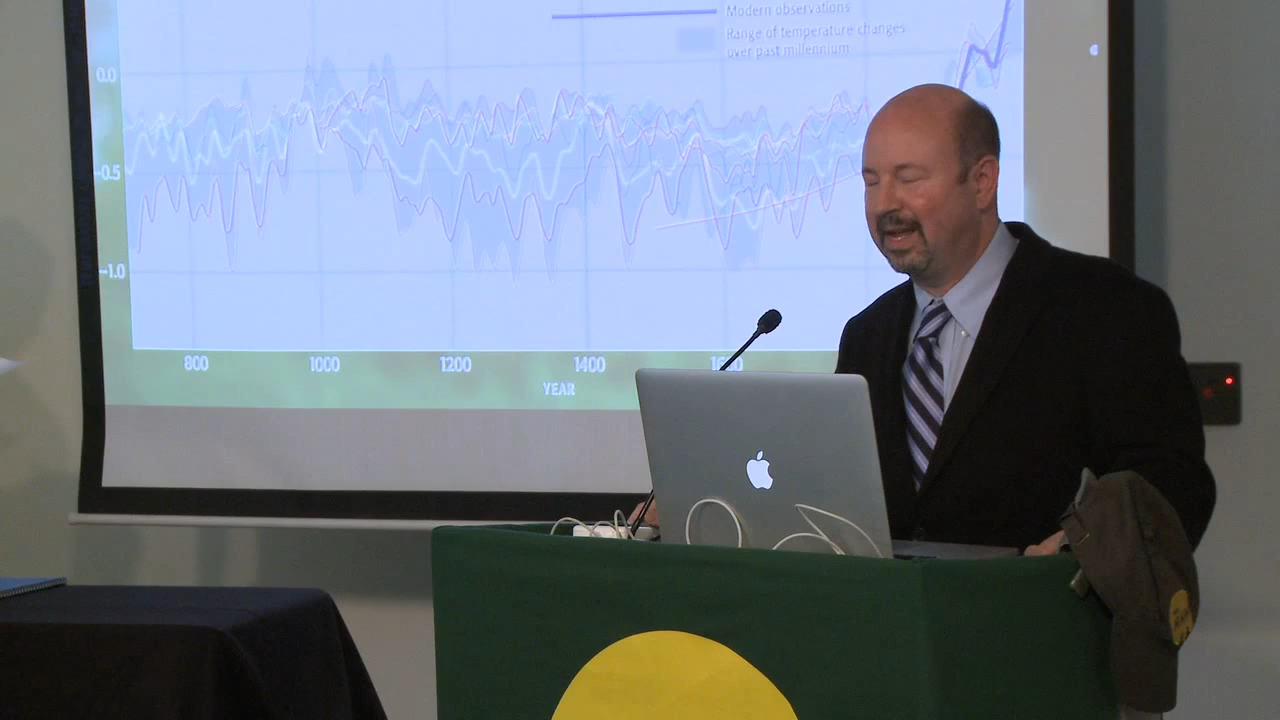 Modern observations
Range of temperature changes
over past millennium
0.0
-0.5
-1.0
800
1000
1200
1400
1600
YEAR